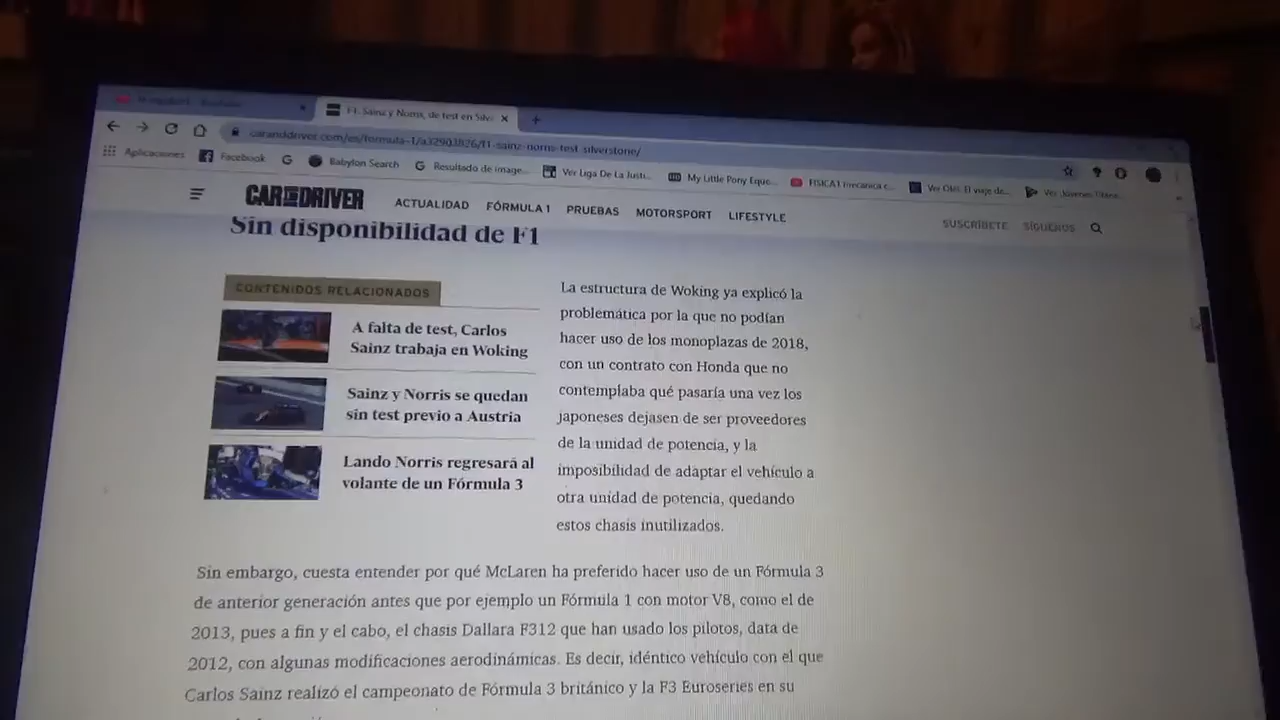 F1. Sainz y Norris, de test en Silve
caranddriver.com/es/formula-1/a32903826/f1-sainz-norris-test-silverstone/
Aplicaciones Facebook Babylon Search Resultado de image... Ver Liga De La Justi... My Little Pony Eque... FISICA1 mecanica c... Ver Olis: El viaje de... Ver Jóvenes Titane...
CAR AND DRIVER ACTUALIDAD FÓRMULA 1 PRUEBAS MOTORSPORT LIFESTYLE SUSCRÍBETE SÍGUENOS
Sin disponibilidad de F1
CONTENIDOS RELACIONADOS
A falta de test, Carlos
Sainz trabaja en Woking
Sainz y Norris se quedan
sin test previo a Austria
Lando Norris regresará al
volante de un Fórmula 3
La estructura de Woking ya explicó la
problemática por la que no podían
hacer uso de los monoplazas de 2018,
con un contrato con Honda que no
contemplaba qué pasaría una vez los
japoneses dejasen de ser proveedores
de la unidad de potencia, y la
imposibilidad de adaptar el vehículo a
otra unidad de potencia, quedando
estos chasis inutilizados.
Sin embargo, cuesta entender por qué McLaren ha preferido hacer uso de un Fórmula 3
de anterior generación antes que por ejemplo un Fórmula 1 con motor V8, como el de
2013, pues a fin y el cabo, el chasis Dallara F312 que han usado los pilotos, data de
2012, con algunas modificaciones aerodinámicas. Es decir, idéntico vehículo con el que
Carlos Sainz realizó el campeonato de Fórmula 3 británico y la F3 Euroseries en su